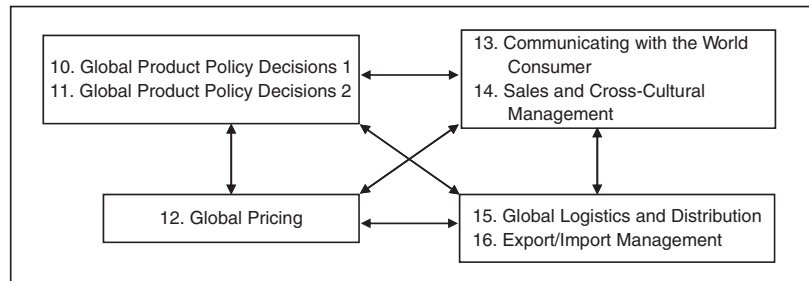 10. Global Product Policy Decisions 1
11. Global Product Policy Decisions 2
13. Communicating with the World
Consumer
14. Sales and Cross-Cultural
Management
12. Global Pricing
15. Global Logistics and Distribution
16. Export/Import Management